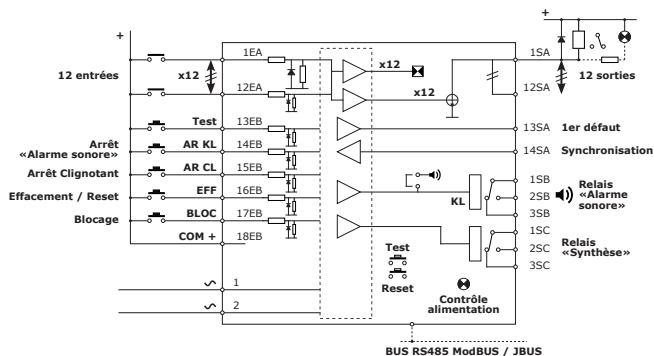 +
+
1EA
1SA
x12
12 entrées
x12
x12
12 sorties
12EA
12SA
Test
13EB
13SA
1er défaut
Arrêt
«Alarme sonore»
AR KL
14EB
14SA
Synchronisation
Arrêt Clignotant
AR CL
15EB
1SB
Effacement / Reset
EFF
16EB
KL
2SB
Relais
«Alarme
sonore»
Blocage
BLOC
17EB
3SB
1SC
COM +
18EB
Test
2SC
Relais
«Synthèse»
3SC
Reset
1
Contrôle
alimentation
2
BUS RS485 ModBUS / JBUS